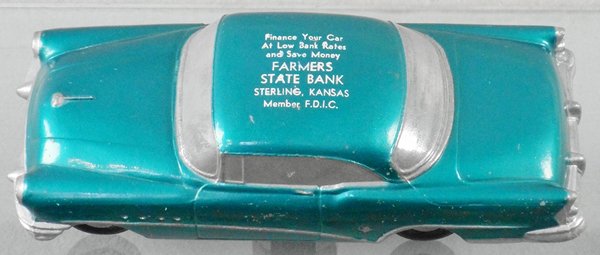 Finance Your Car
At Low Bank Rates
and Save Money
FARMERS
STATE BANK
STERLING, KANSAS
Member F.D.I.C.